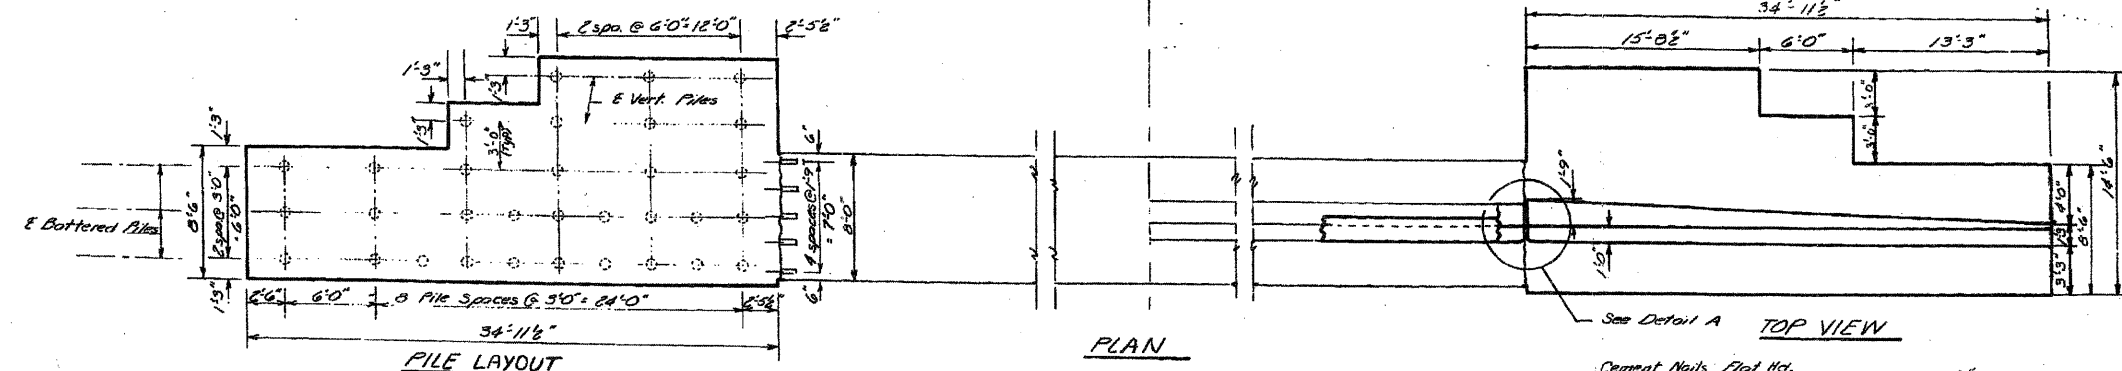 1'-3"
2 spa. @ 6'-0" = 12'-0"
2'-5½"
1'-3"
1'-3"
1'-3"
℄ Vert. Piles
3'-0"
(Typ.)
1'-3"
8'-6"
2 spa @ 3'-0"
= 6'-0"
℄ Battered Piles
1'-3"
6"
4 spaces @ 1'-9"
= 7'-0"
8'-0"
6"
2'-6"
6'-0"
8 Pile Spaces @ 3'-0" = 24'-0"
2'-5½"
34'-11½"
PILE LAYOUT
PLAN
34'-11½"
15'-8½"
6'-0"
13'-3"
3'-0"
3'-0"
14'-6"
1'-9"
1'-0"
4'-0"
1'-3"
3'-3"
8'-6"
See Detail A
TOP VIEW
Cement Nails Flat Hd.